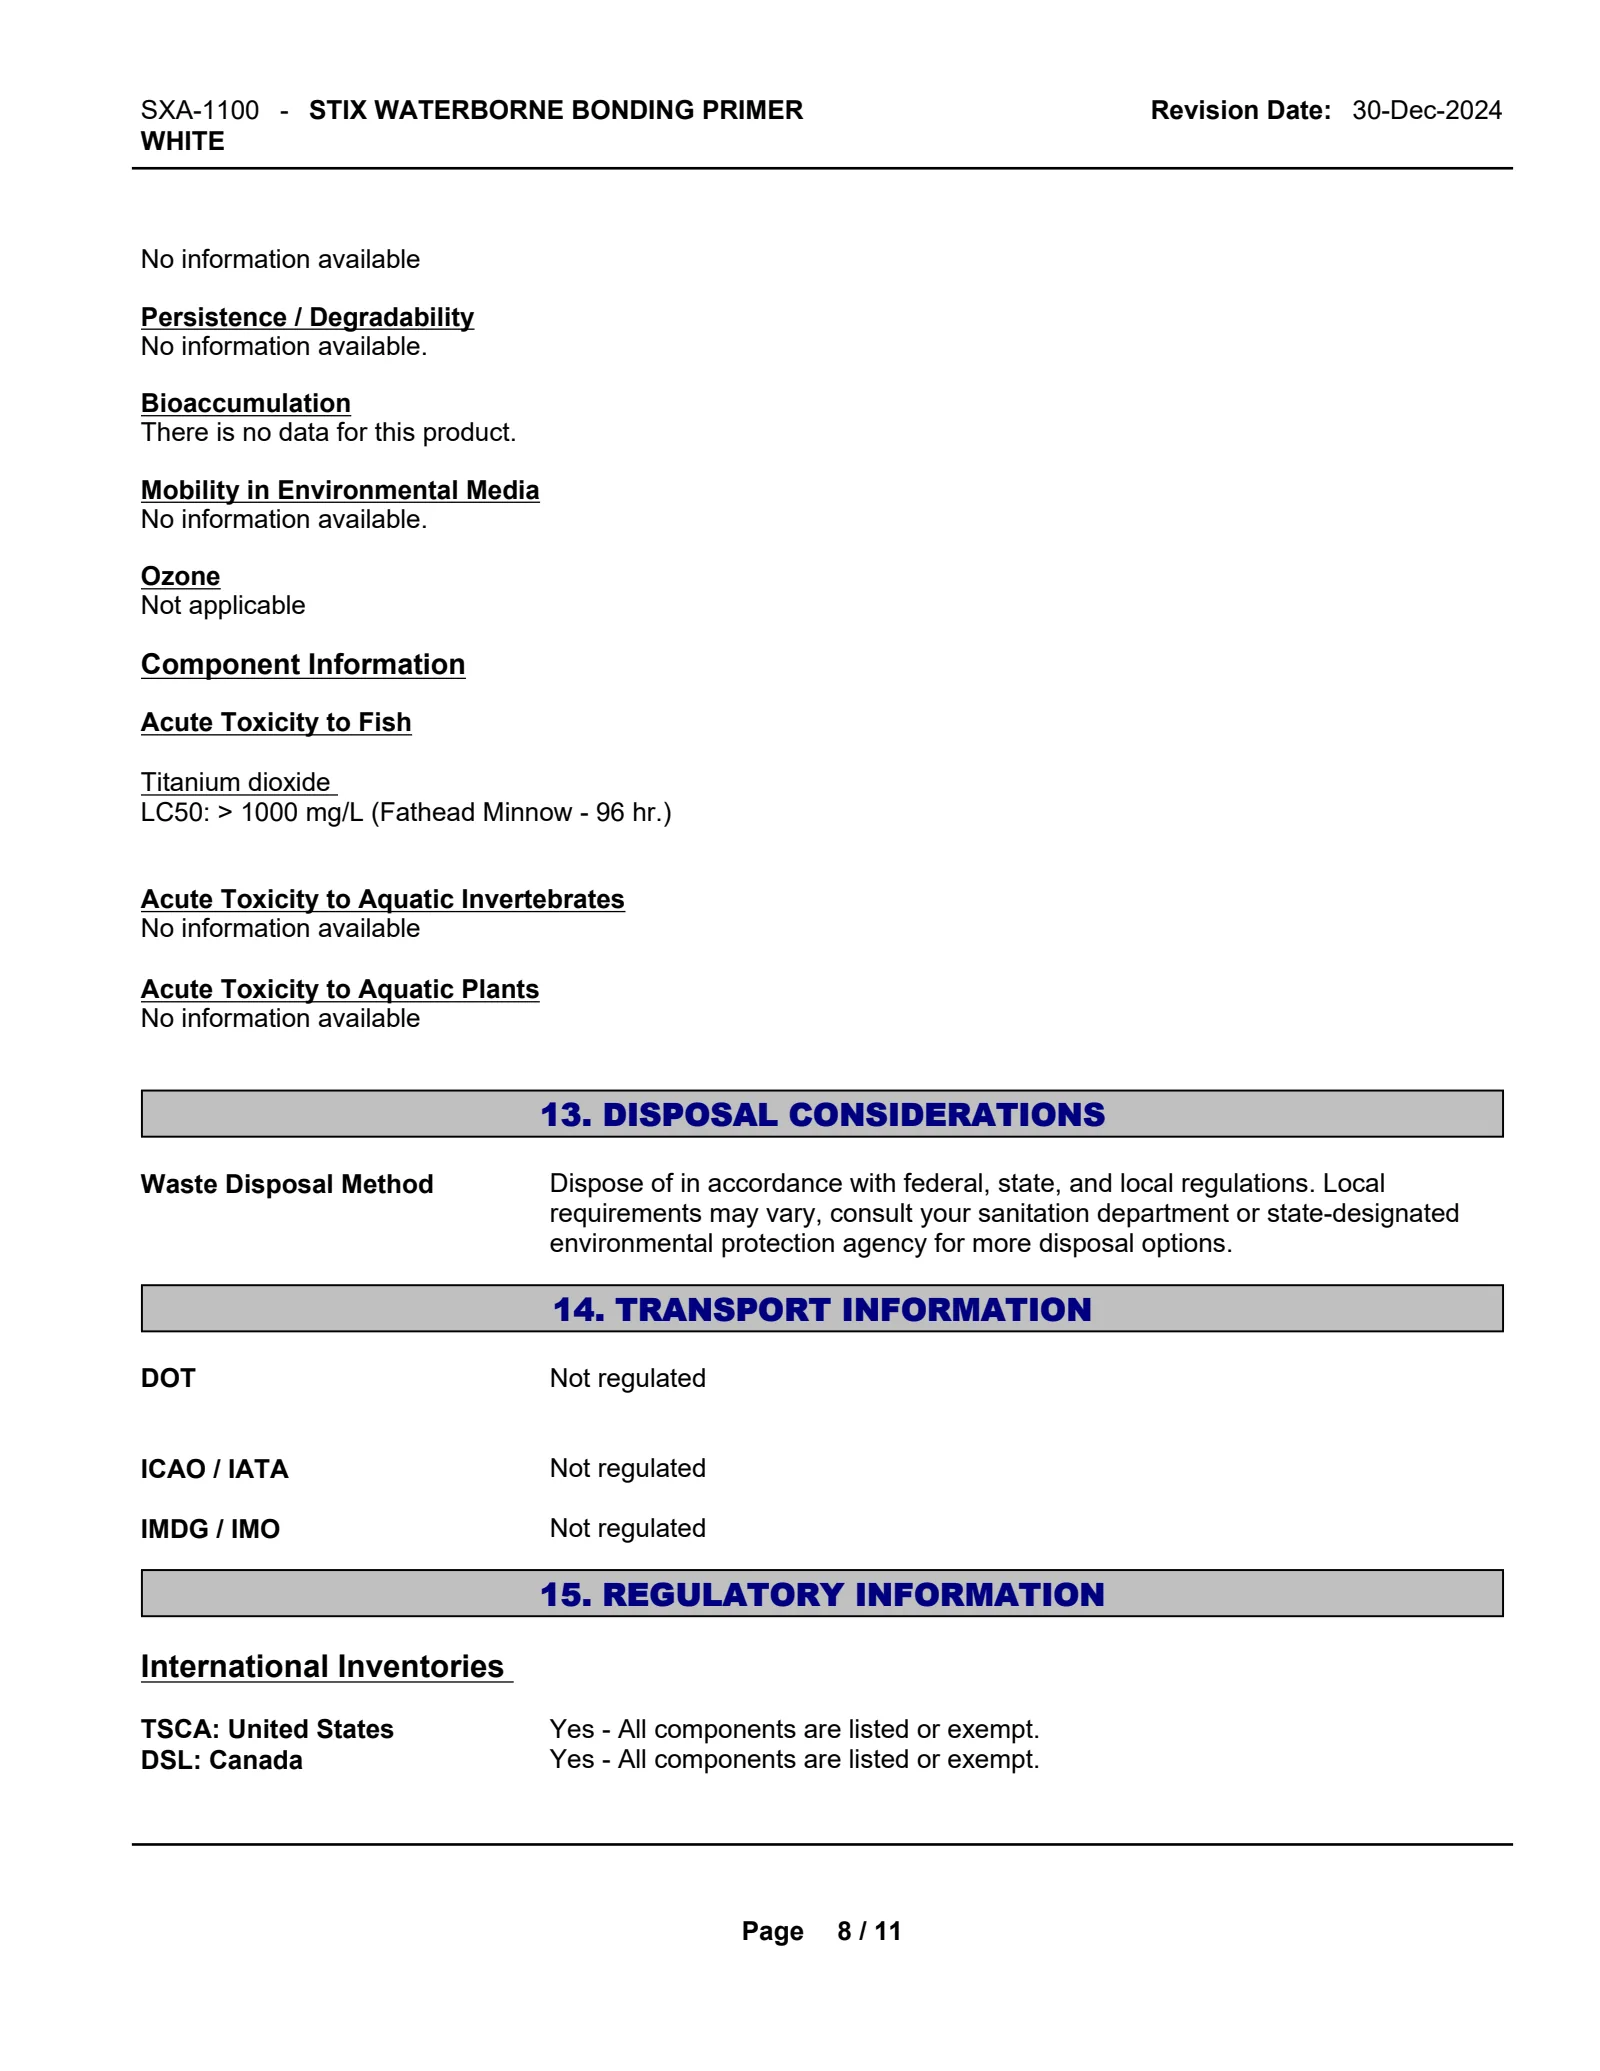 SXA-1100 - STIX WATERBORNE BONDING PRIMER
WHITE
Revision Date: 30-Dec-2024
No information available
Persistence / Degradability
No information available.
Bioaccumulation
There is no data for this product.
Mobility in Environmental Media
No information available.
Ozone
Not applicable
Component Information
Acute Toxicity to Fish
Titanium dioxide
LC50: > 1000 mg/L (Fathead Minnow - 96 hr.)
Acute Toxicity to Aquatic Invertebrates
No information available
Acute Toxicity to Aquatic Plants
No information available
13. DISPOSAL CONSIDERATIONS
Waste Disposal Method
Dispose of in accordance with federal, state, and local regulations. Local
requirements may vary, consult your sanitation department or state-designated
environmental protection agency for more disposal options.
14. TRANSPORT INFORMATION
DOT Not regulated
ICAO / IATA Not regulated
IMDG / IMO Not regulated
15. REGULATORY INFORMATION
International Inventories
TSCA: United States Yes - All components are listed or exempt.
DSL: Canada Yes - All components are listed or exempt.
Page 8 / 11